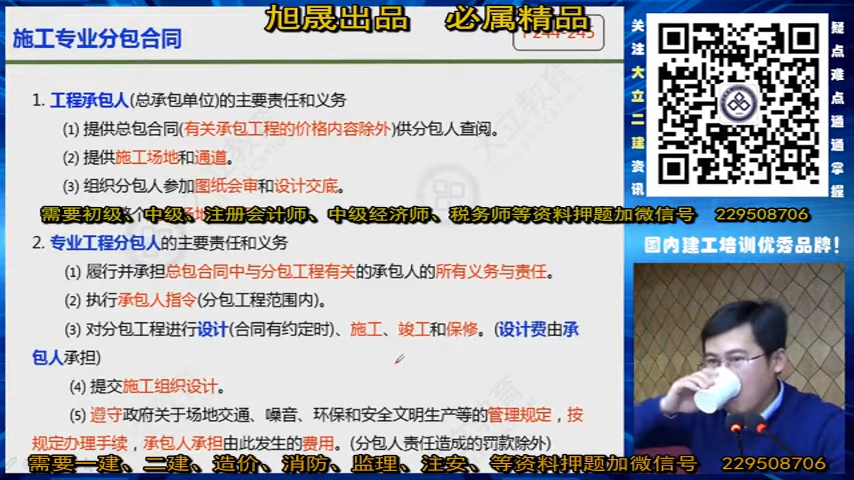 旭晟出品 必属精品
施工专业分包合同
P244-245
1. 工程承包人(总承包单位)的主要责任和义务
(1) 提供总包合同(有关承包工程的价格内容除外)供分包人查阅。
(2) 提供施工场地和通道。
(3) 组织分包人参加图纸会审和设计交底。
需要初级、中级、注册会计师、中级经济师、税务师等资料押题加微信号 229508706
2. 专业工程分包人的主要责任和义务
(1) 履行并承担总包合同中与分包工程有关的承包人的所有义务与责任。
(2) 执行承包人指令(分包工程范围内)。
(3) 对分包工程进行设计(合同有约定时)、施工、竣工和保修。(设计费由承
包人承担)
(4) 提交施工组织设计。
(5) 遵守政府关于场地交通、噪音、环保和安全文明生产等的管理规定，按
规定办理手续，承包人承担由此发生的费用。(分包人责任造成的罚款除外)
需要一建、二建、造价、消防、监理、注安、等资料押题加微信号 229508706
关注大立二建资讯
疑点难点通通掌握
国内建工培训优秀品牌！